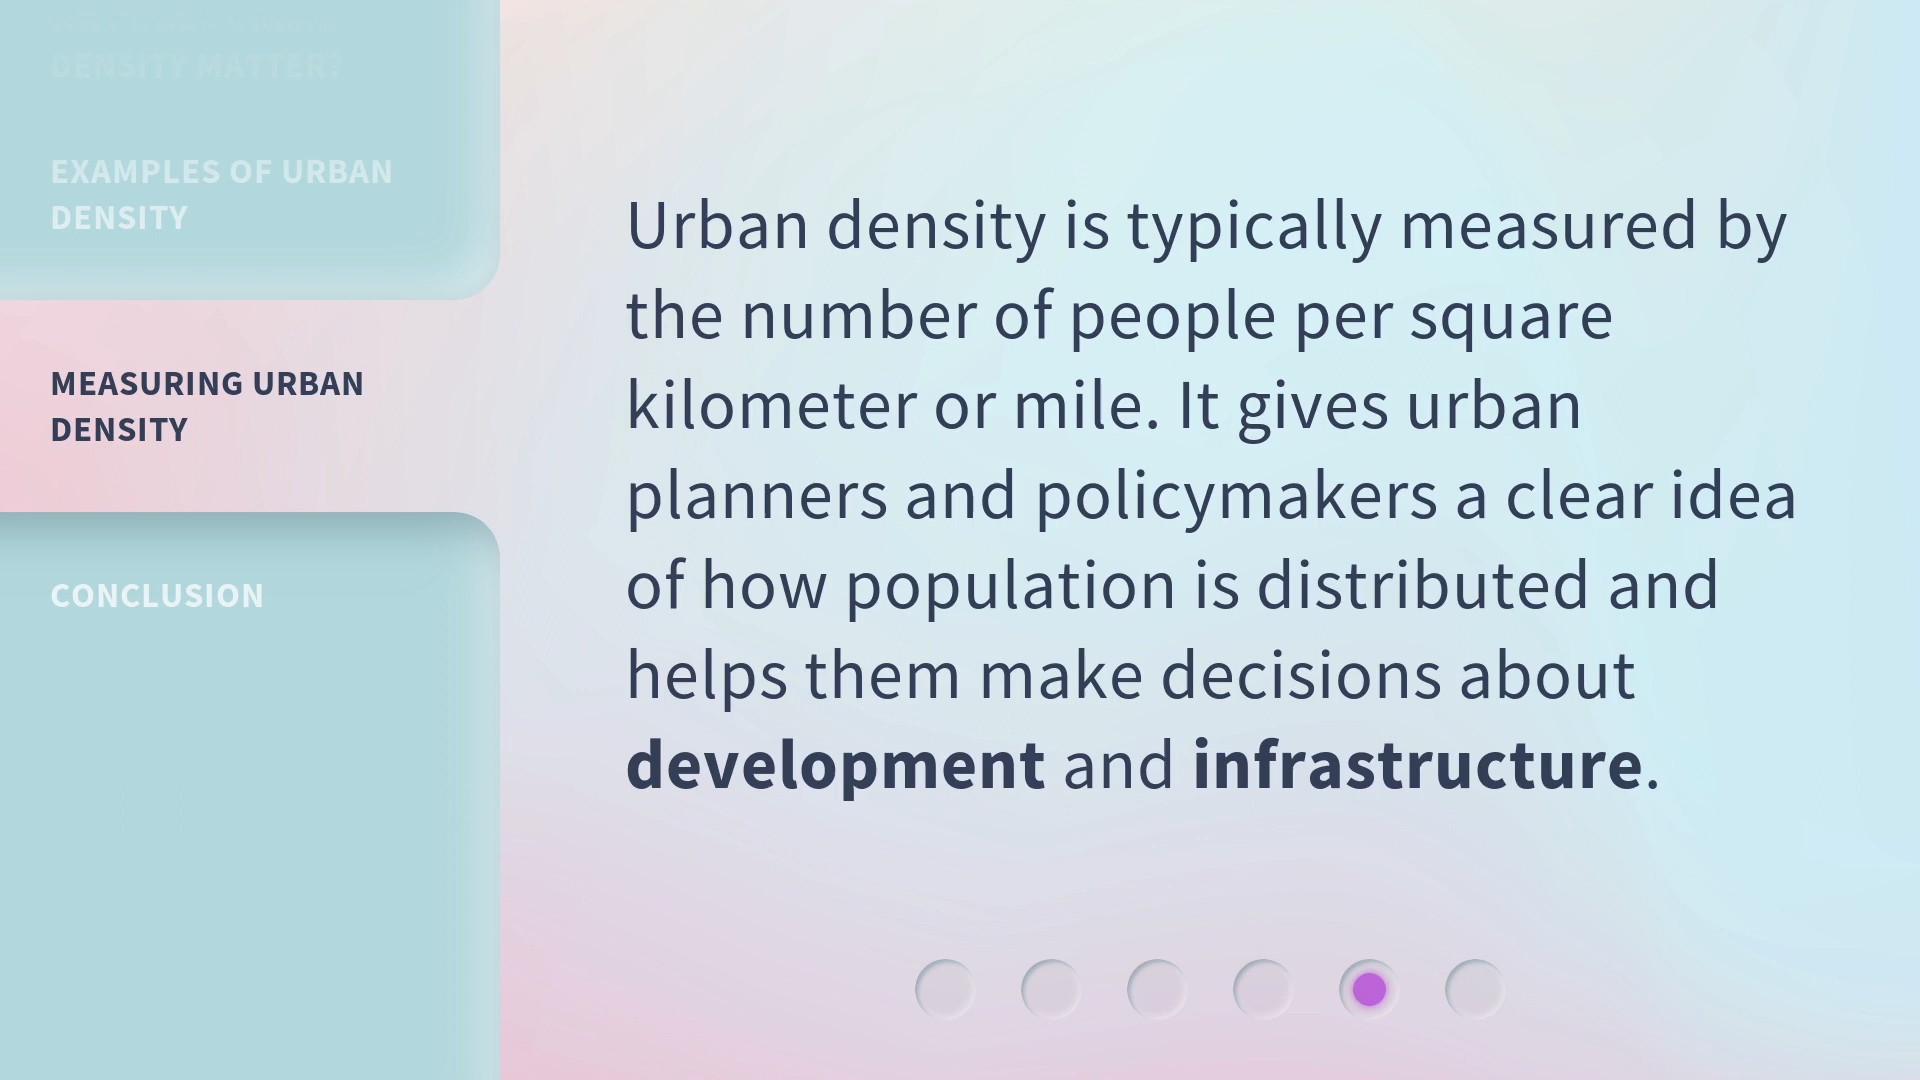 DENSITY MATTER?
EXAMPLES OF URBAN
DENSITY
MEASURING URBAN
DENSITY
CONCLUSION
Urban density is typically measured by
the number of people per square
kilometer or mile. It gives urban
planners and policymakers a clear idea
of how population is distributed and
helps them make decisions about
development and infrastructure.